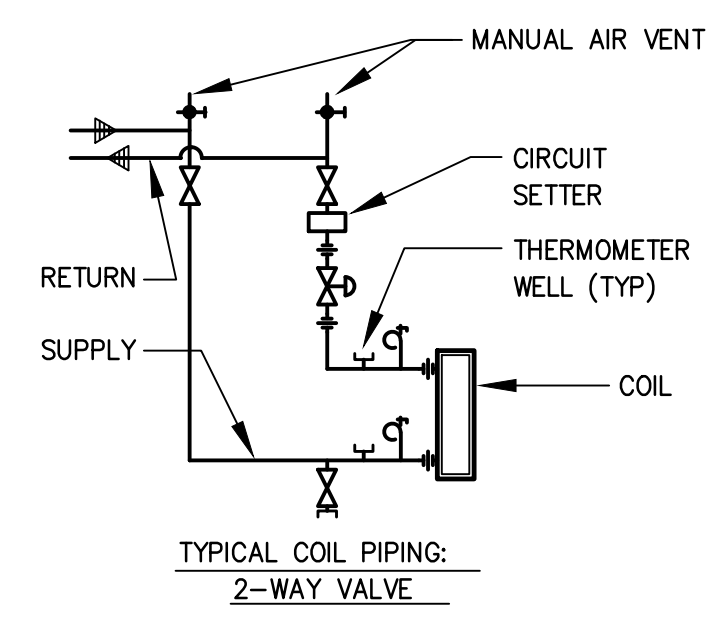 MANUAL AIR VENT
CIRCUIT
SETTER
THERMOMETER
WELL (TYP)
RETURN
SUPPLY
COIL
TYPICAL COIL PIPING:
2-WAY VALVE